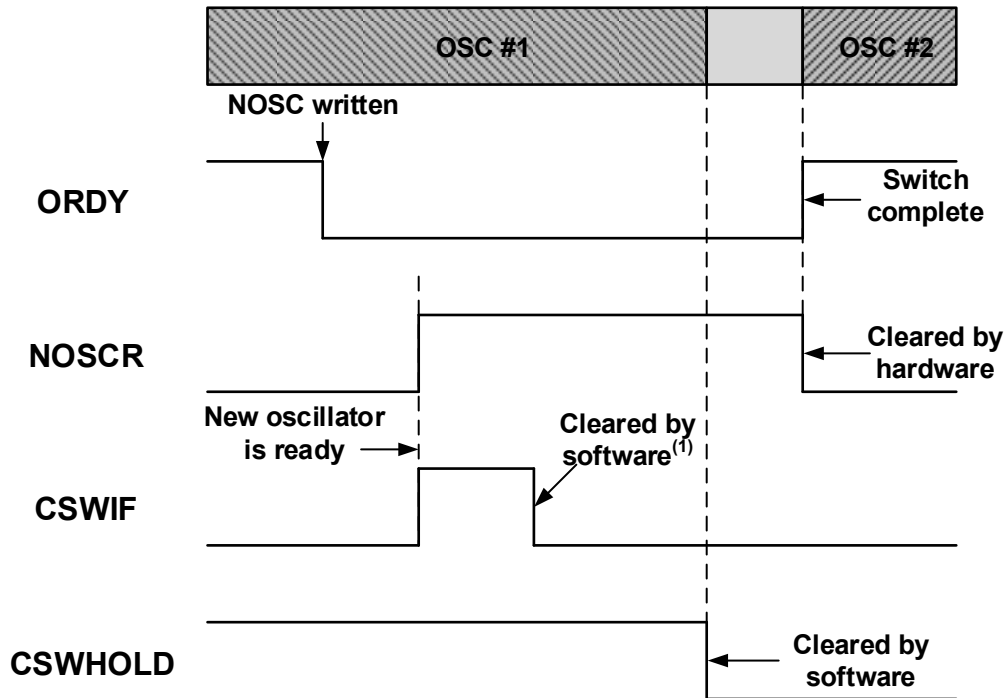 OSC #1
OSC #2
NOSC written
ORDY
Switch
complete
NOSCR
Cleared by
hardware
New oscillator
is ready
Cleared by
software(1)
CSWIF
CSWHOLD
Cleared by
software